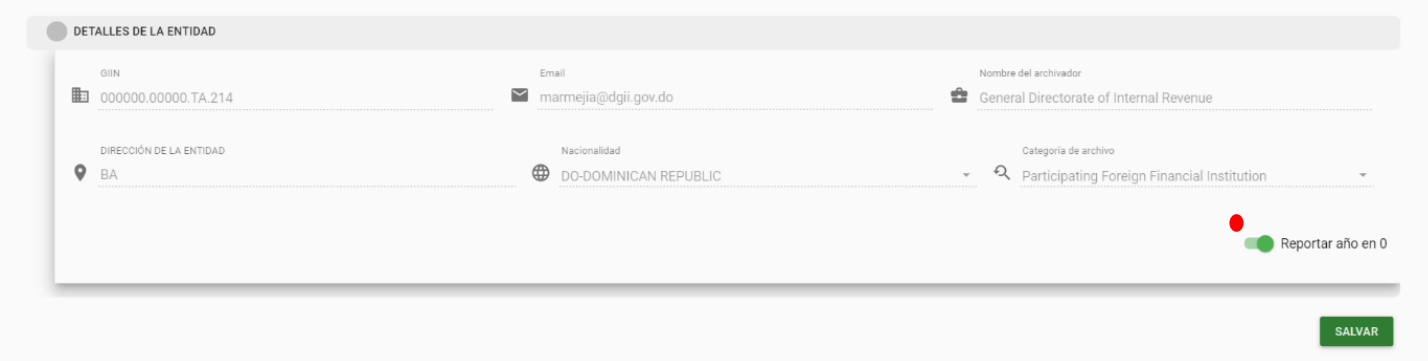 DETALLES DE LA ENTIDAD
GIIN
000000.00000.TA.214
Email
marmejia@dgii.gov.do
Nombre del archivador
General Directorate of Internal Revenue
DIRECCIÓN DE LA ENTIDAD
BA
Nacionalidad
DO-DOMINICAN REPUBLIC
Categoría de archivo
Participating Foreign Financial Institution
Reportar año en 0
SALVAR